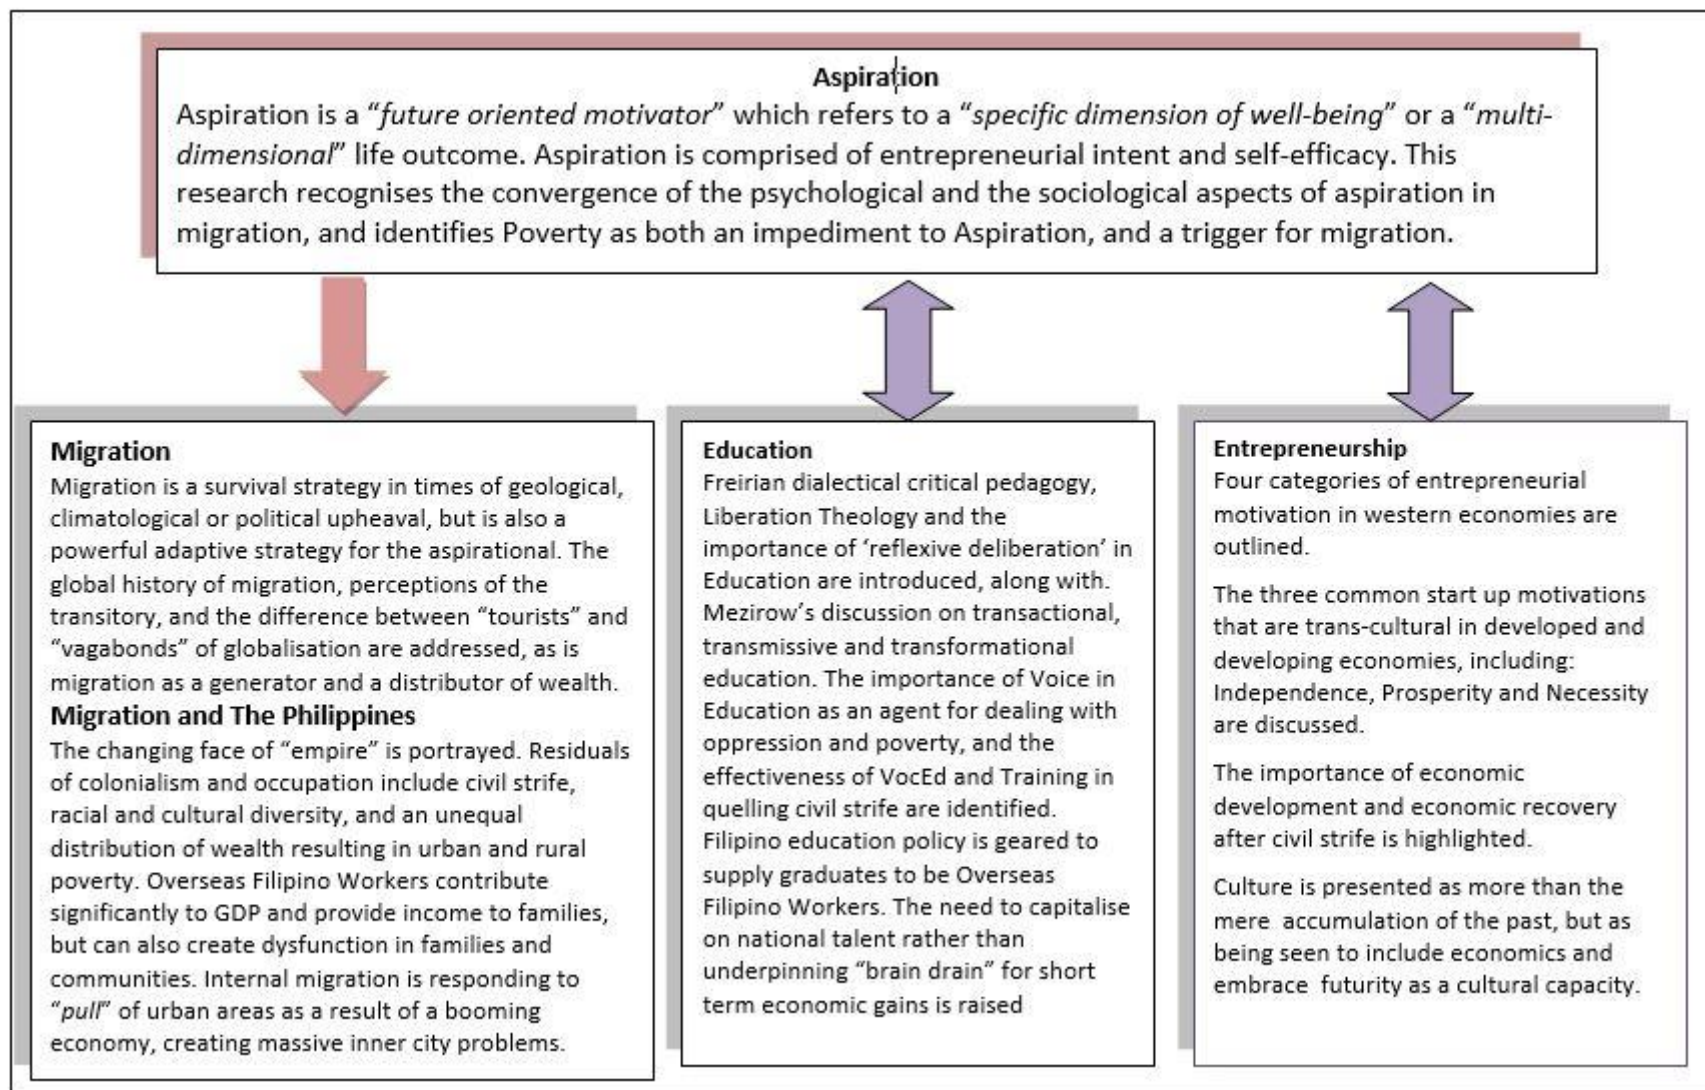 Aspiration
Aspiration is a “future oriented motivator” which refers to a “specific dimension of well-being” or a “multi-
dimensional” life outcome. Aspiration is comprised of entrepreneurial intent and self-efficacy. This
research recognises the convergence of the psychological and the sociological aspects of aspiration in
migration, and identifies Poverty as both an impediment to Aspiration, and a trigger for migration.
Migration
Migration is a survival strategy in times of geological,
climatological or political upheaval, but is also a
powerful adaptive strategy for the aspirational. The
global history of migration, perceptions of the
transitory, and the difference between “tourists” and
“vagabonds” of globalisation are addressed, as is
migration as a generator and a distributor of wealth.
Migration and The Philippines
The changing face of “empire” is portrayed. Residuals
of colonialism and occupation include civil strife,
racial and cultural diversity, and an unequal
distribution of wealth resulting in urban and rural
poverty. Overseas Filipino Workers contribute
significantly to GDP and provide income to families,
but can also create dysfunction in families and
communities. Internal migration is responding to
“pull” of urban areas as a result of a booming
economy, creating massive inner city problems.
Education
Freirian dialectical critical pedagogy,
Liberation Theology and the
importance of ‘reflexive deliberation’ in
Education are introduced, along with.
Mezirow’s discussion on transactional,
transmissive and transformational
education. The importance of Voice in
Education as an agent for dealing with
oppression and poverty, and the
effectiveness of VocEd and Training in
quelling civil strife are identified.
Filipino education policy is geared to
supply graduates to be Overseas
Filipino Workers. The need to capitalise
on national talent rather than
underpinning “brain drain” for short
term economic gains is raised
Entrepreneurship
Four categories of entrepreneurial
motivation in western economies are
outlined.
The three common start up motivations
that are trans-cultural in developed and
developing economies, including:
Independence, Prosperity and Necessity
are discussed.
The importance of economic
development and economic recovery
after civil strife is highlighted.
Culture is presented as more than the
mere accumulation of the past, but as
being seen to include economics and
embrace futurity as a cultural capacity.